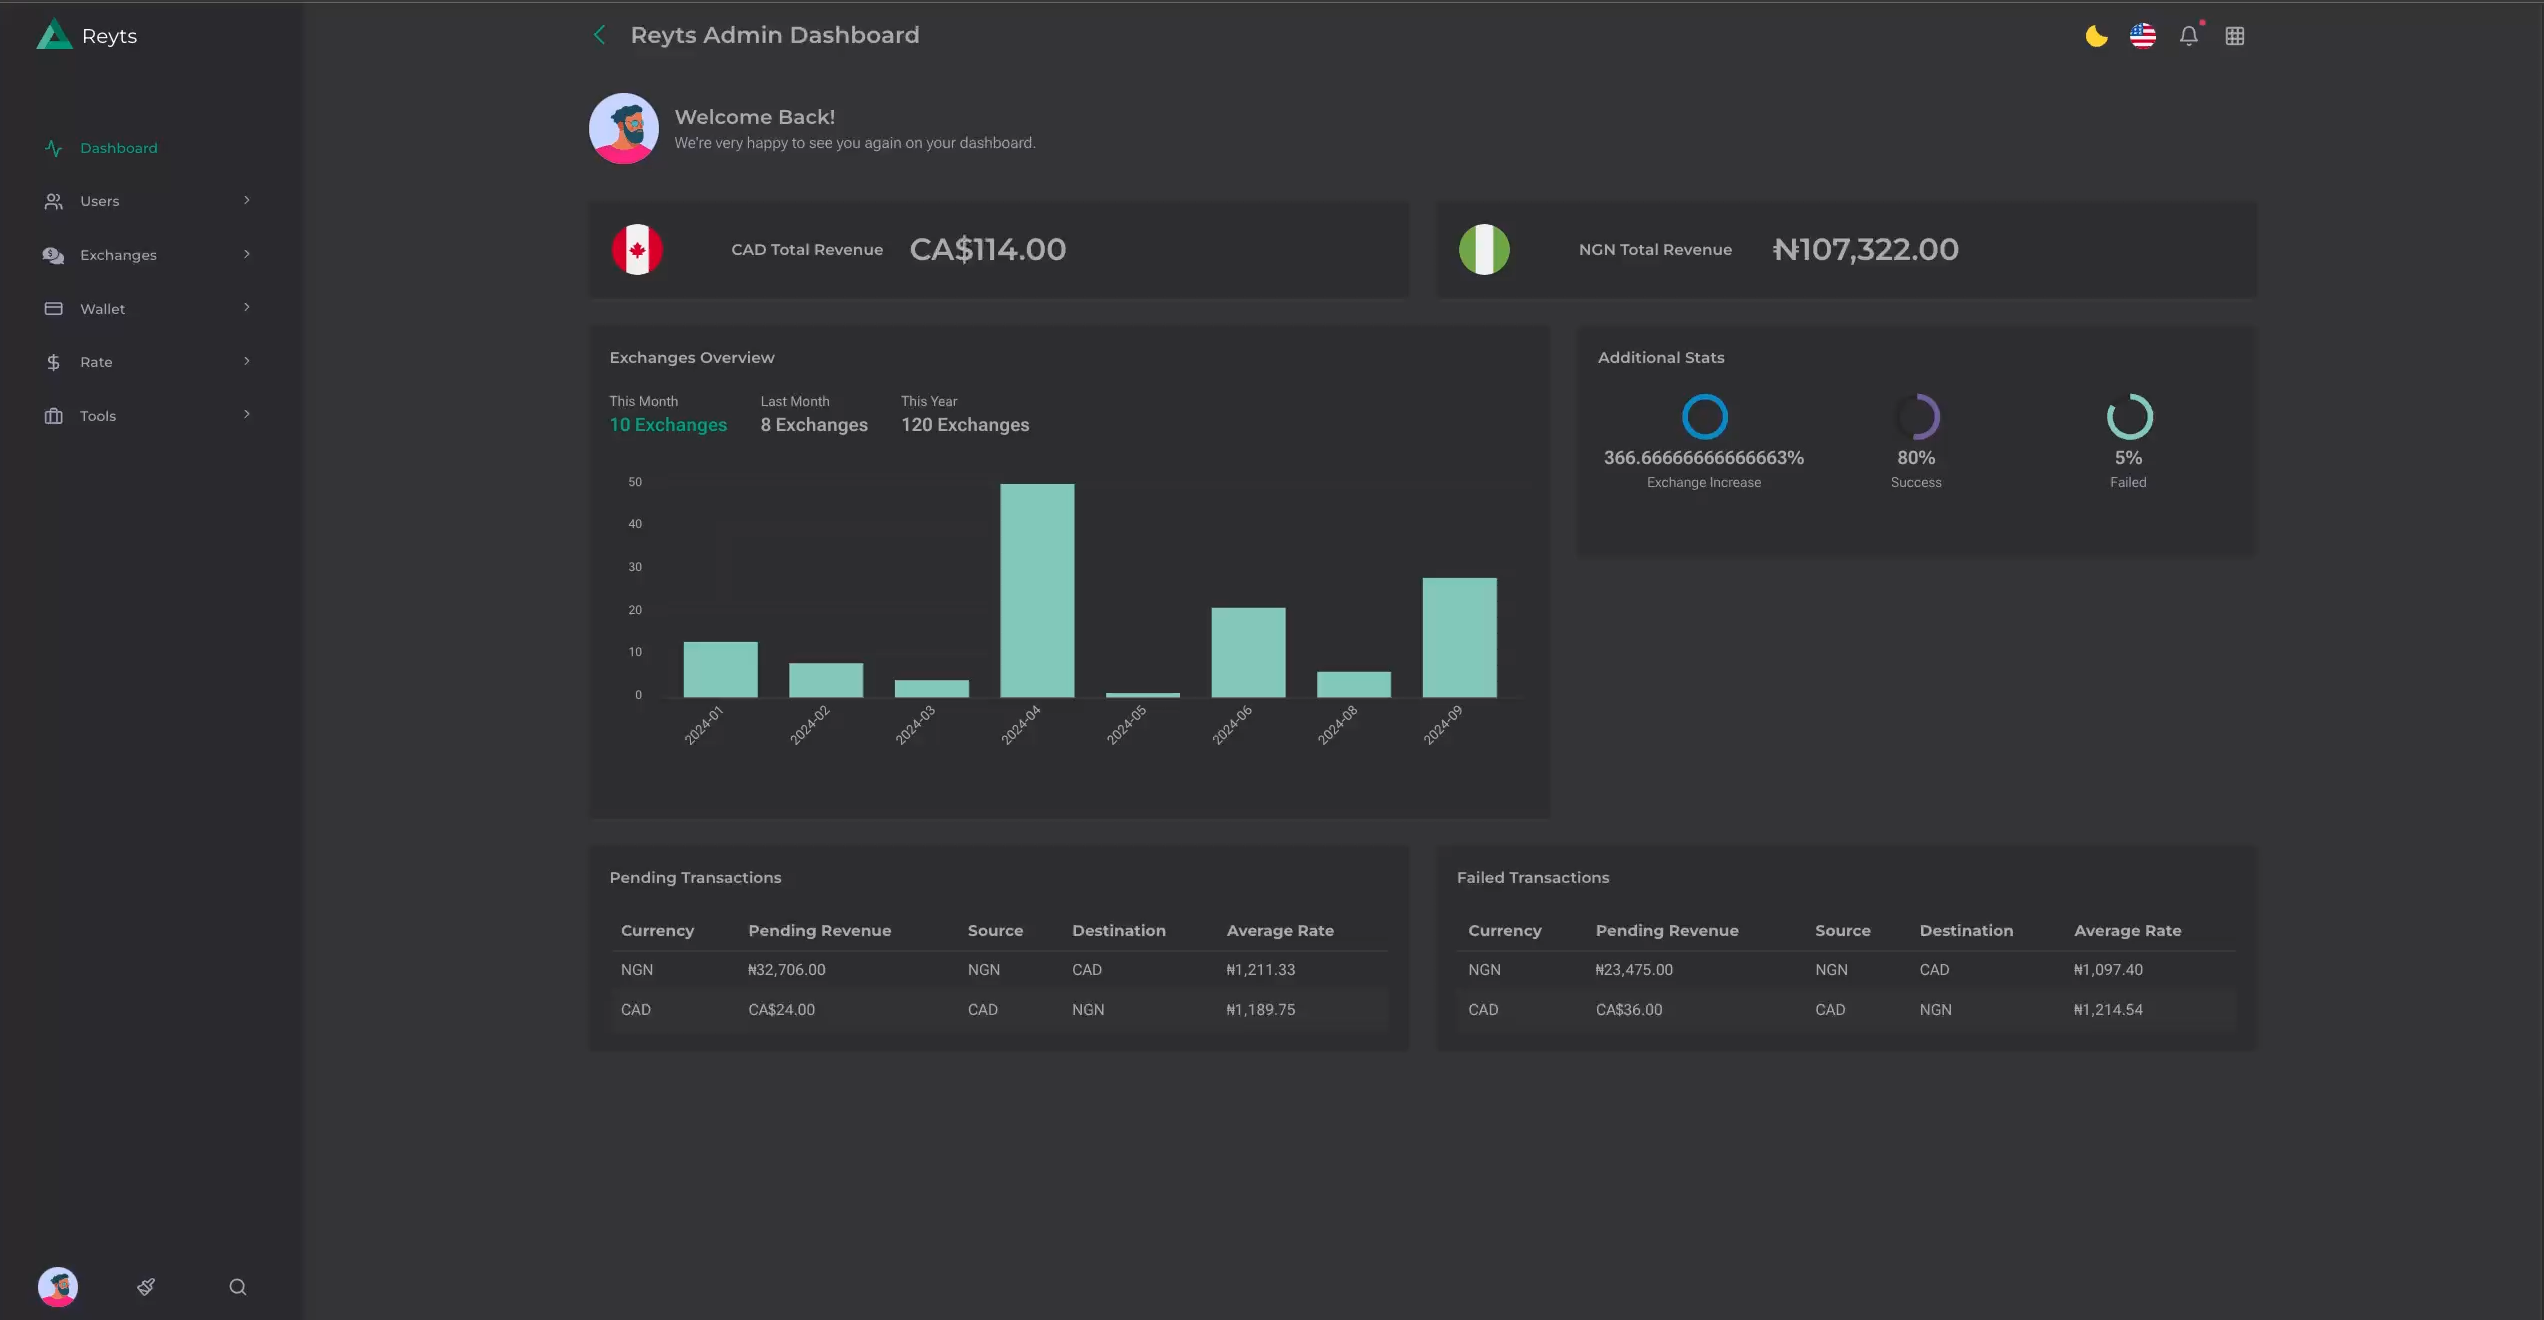 Reyts
Dashboard
Users
Exchanges
Wallet
Rate
Tools
Reyts Admin Dashboard
Welcome Back!
We're very happy to see you again on your dashboard.
CAD Total Revenue CA$114.00
NGN Total Revenue ₦107,322.00
Exchanges Overview
This Month Last Month This Year
10 Exchanges 8 Exchanges 120 Exchanges
50
40
30
20
10
0
2024-01 2024-02 2024-03 2024-04 2024-05 2024-06 2024-08 2024-09
Additional Stats
366.66666666666663% 80% 5%
Exchange Increase Success Failed
Pending Transactions
Currency Pending Revenue Source Destination Average Rate
NGN ₦32,706.00 NGN CAD ₦1,211.33
CAD CA$24.00 CAD NGN ₦1,189.75
Failed Transactions
Currency Pending Revenue Source Destination Average Rate
NGN ₦23,475.00 NGN CAD ₦1,097.40
CAD CA$36.00 CAD NGN ₦1,214.54